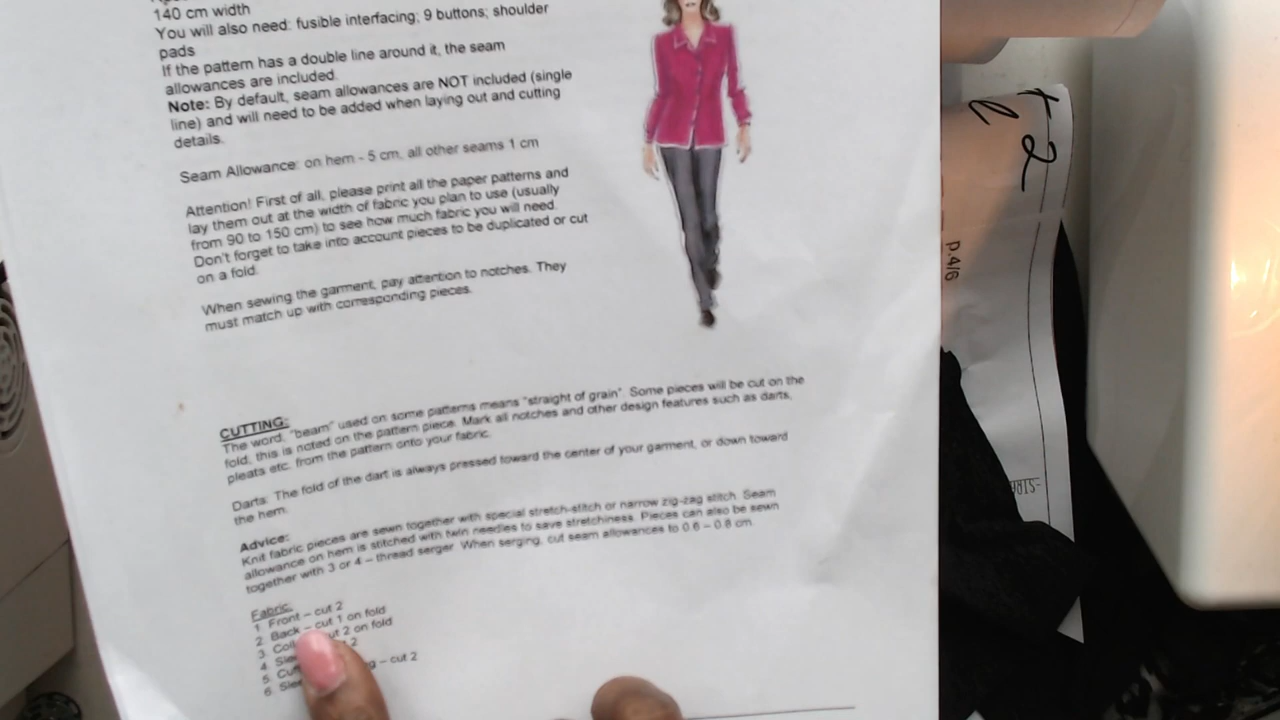 140 cm width
You will also need: fusible interfacing; 9 buttons; shoulder
pads
If the pattern has a double line around it, the seam
allowances are included.
Note: By default, seam allowances are NOT included (single
line) and will need to be added when laying out and cutting
details.
Seam Allowance: on hem - 5 cm, all other seams 1 cm
Attention! First of all, please print all the paper patterns and
lay them out at the width of fabric you plan to use (usually
from 90 to 150 cm) to see how much fabric you will need.
Don't forget to take into account pieces to be duplicated or cut
on a fold.
When sewing the garment, pay attention to notches. They
must match up with corresponding pieces.
CUTTING:
The word, "beam" used on some patterns means "straight of grain". Some pieces will be cut on the
fold, this is noted on the pattern piece. Mark all notches and other design features such as darts,
pleats etc. from the pattern onto your fabric.
Darts: The fold of the dart is always pressed toward the center of your garment, or down toward
the hem.
Advice:
Knit fabric pieces are sewn together with special stretch-stitch or narrow zig-zag stitch. Seam
allowance on hem is stitched with twin needles to save stretchiness. Pieces can also be sewn
together with 3 or 4 – thread serger. When serging, cut seam allowances to 0.6 – 0.8 cm.
Fabric:
1. Front – cut 2
2. Back – cut 1 on fold
3. cut 2 on fold
4. 2
5. – cut 2
6.
p.4/6
2